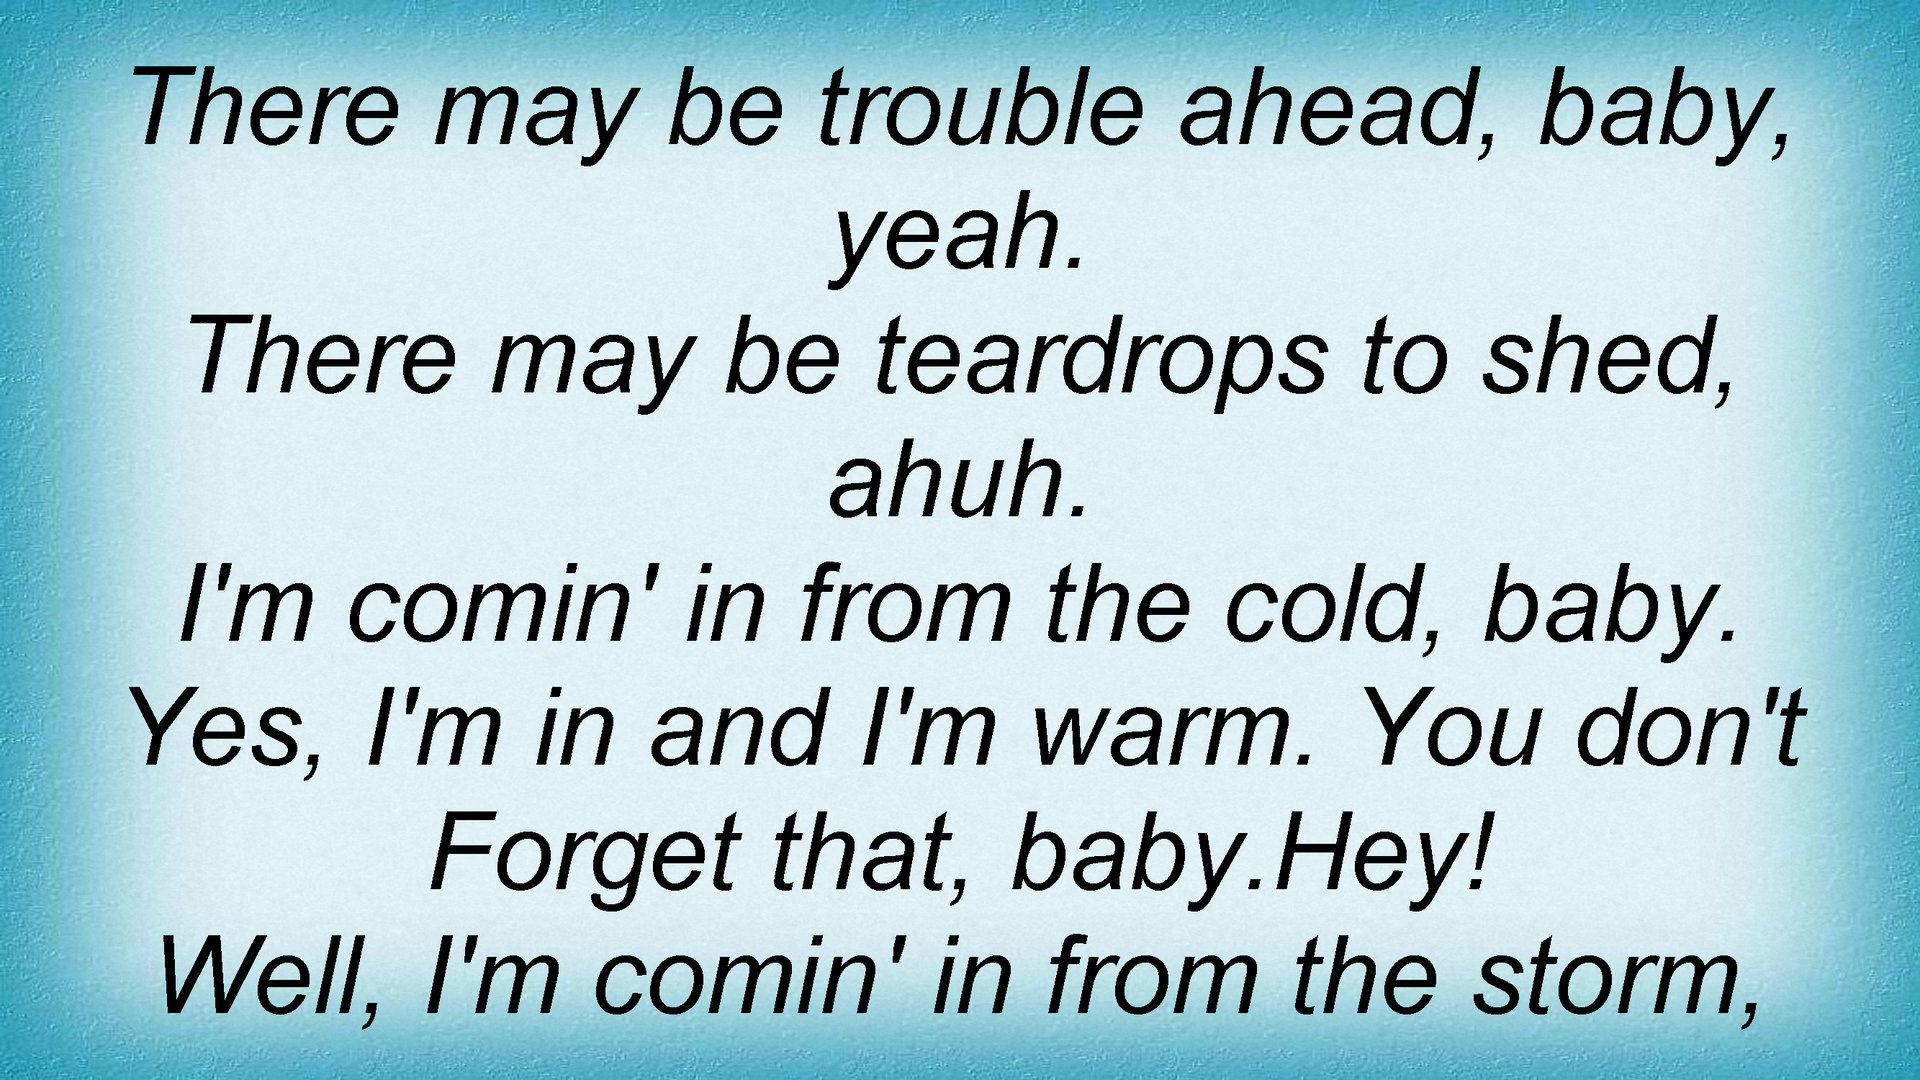 There may be trouble ahead, baby,
yeah.
There may be teardrops to shed,
ahuh.
I'm comin' in from the cold, baby.
Yes, I'm in and I'm warm. You don't
Forget that, baby.Hey!
Well, I'm comin' in from the storm,